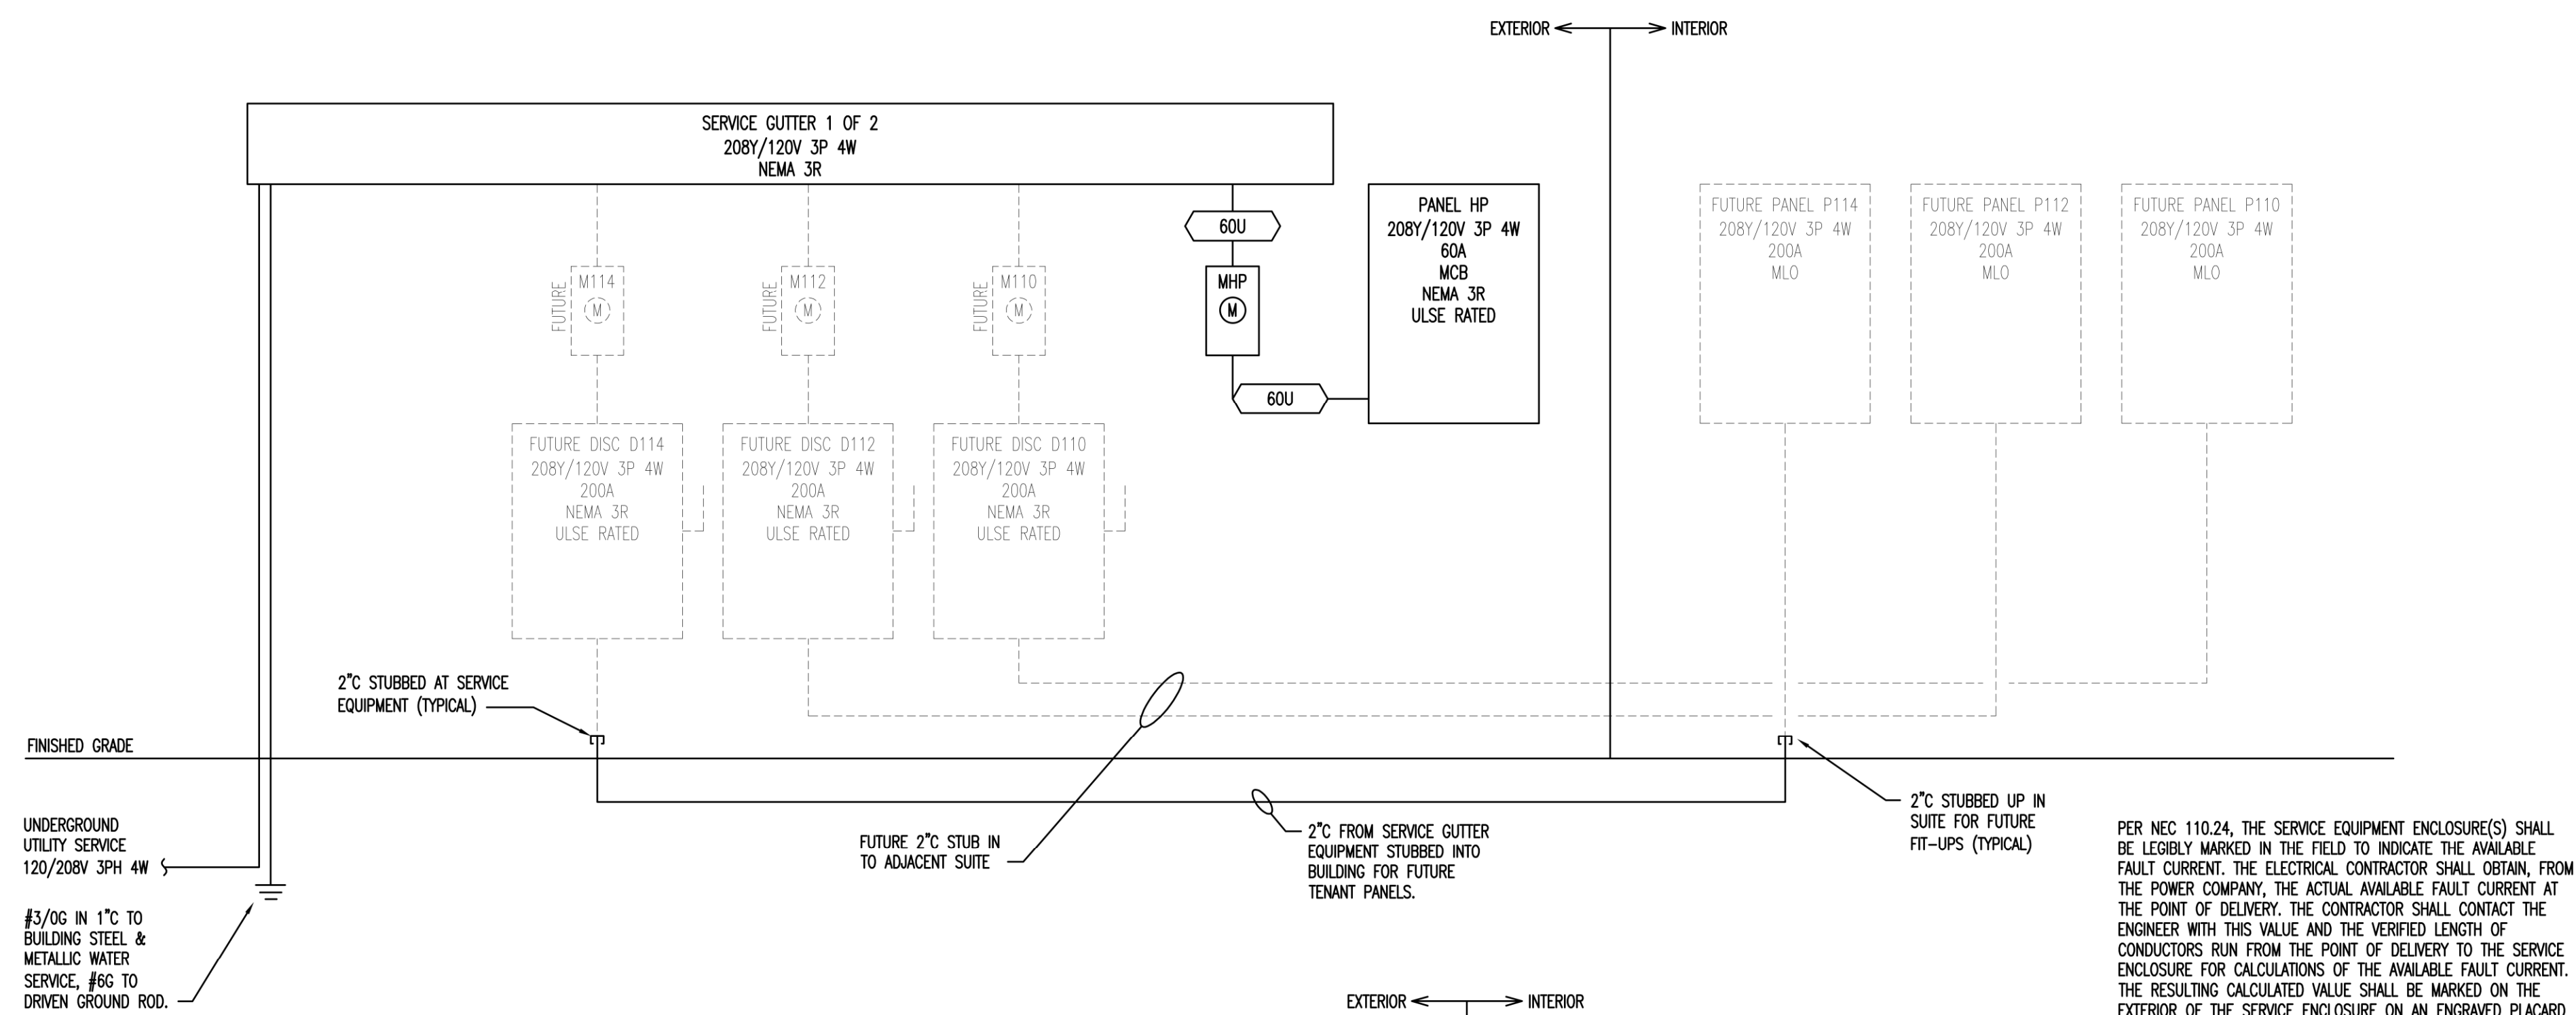 EXTERIOR
INTERIOR
SERVICE GUTTER 1 OF 2
208Y/120V 3P 4W
NEMA 3R
60U
MHP
M
60U
PANEL HP
208Y/120V 3P 4W
60A
MCB
NEMA 3R
ULSE RATED
FUTURE
M114
M
FUTURE
M112
M
FUTURE
M110
M
FUTURE DISC D114
208Y/120V 3P 4W
200A
NEMA 3R
ULSE RATED
FUTURE DISC D112
208Y/120V 3P 4W
200A
NEMA 3R
ULSE RATED
FUTURE DISC D110
208Y/120V 3P 4W
200A
NEMA 3R
ULSE RATED
FUTURE PANEL P114
208Y/120V 3P 4W
200A
MLO
FUTURE PANEL P112
208Y/120V 3P 4W
200A
MLO
FUTURE PANEL P110
208Y/120V 3P 4W
200A
MLO
2"C STUBBED AT SERVICE
EQUIPMENT (TYPICAL)
FINISHED GRADE
UNDERGROUND
UTILITY SERVICE
120/208V 3PH 4W
#3/0G IN 1"C TO
BUILDING STEEL &
METALLIC WATER
SERVICE, #6G TO
DRIVEN GROUND ROD.
FUTURE 2"C STUB IN
TO ADJACENT SUITE
2"C FROM SERVICE GUTTER
EQUIPMENT STUBBED INTO
BUILDING FOR FUTURE
TENANT PANELS.
2"C STUBBED UP IN
SUITE FOR FUTURE
FIT-UPS (TYPICAL)
PER NEC 110.24, THE SERVICE EQUIPMENT ENCLOSURE(S) SHALL
BE LEGIBLY MARKED IN THE FIELD TO INDICATE THE AVAILABLE
FAULT CURRENT. THE ELECTRICAL CONTRACTOR SHALL OBTAIN, FROM
THE POWER COMPANY, THE ACTUAL AVAILABLE FAULT CURRENT AT
THE POINT OF DELIVERY. THE CONTRACTOR SHALL CONTACT THE
ENGINEER WITH THIS VALUE AND THE VERIFIED LENGTH OF
CONDUCTORS RUN FROM THE POINT OF DELIVERY TO THE SERVICE
ENCLOSURE FOR CALCULATIONS OF THE AVAILABLE FAULT CURRENT.
THE RESULTING CALCULATED VALUE SHALL BE MARKED ON THE
EXTERIOR OF THE SERVICE ENCLOSURE ON AN ENGRAVED PLACARD
EXTERIOR
INTERIOR